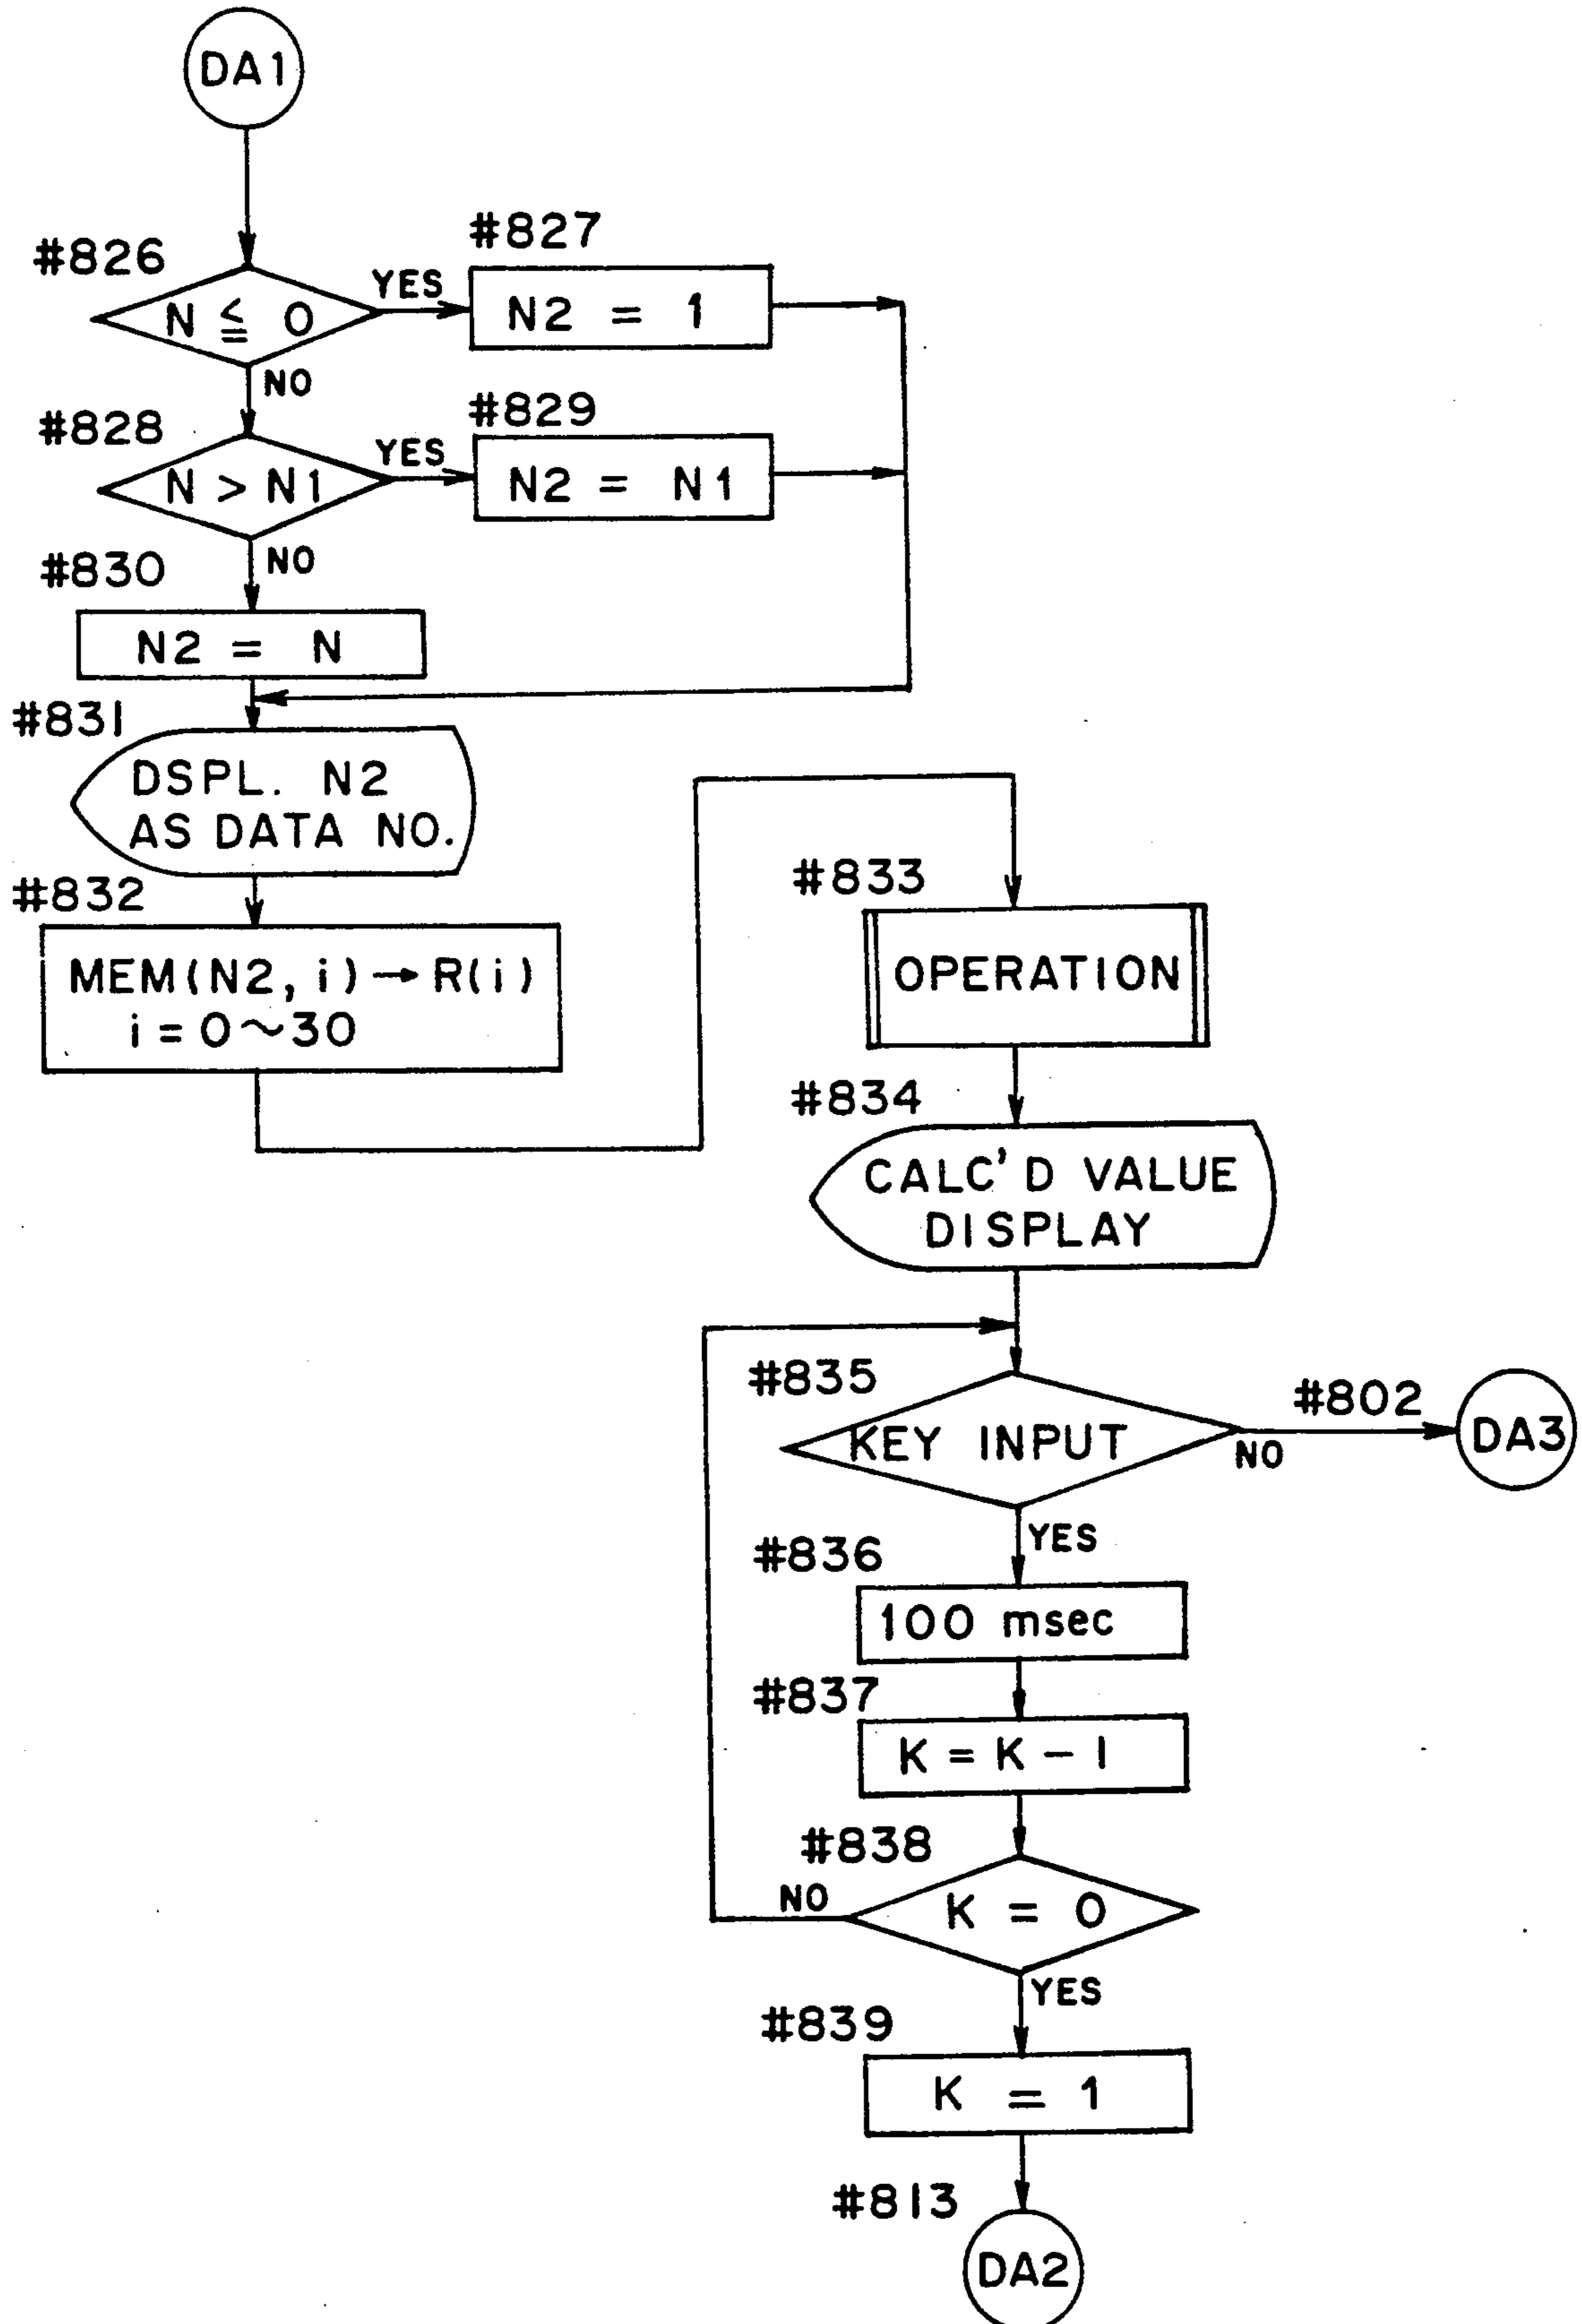 DA1
#826
N ≦ 0
YES
#827
N2 = 1
NO
#828
N > N1
YES
#829
N2 = N1
NO
#830
N2 = N
#831
DSPL. N2
AS DATA NO.
#832
MEM(N2, i) → R(i)
i = 0~30
#833
OPERATION
#834
CALC'D VALUE
DISPLAY
#835
KEY INPUT
NO
#802
DA3
YES
#836
100 msec
#837
K = K - 1
#838
K = 0
NO
YES
#839
K = 1
#813
DA2